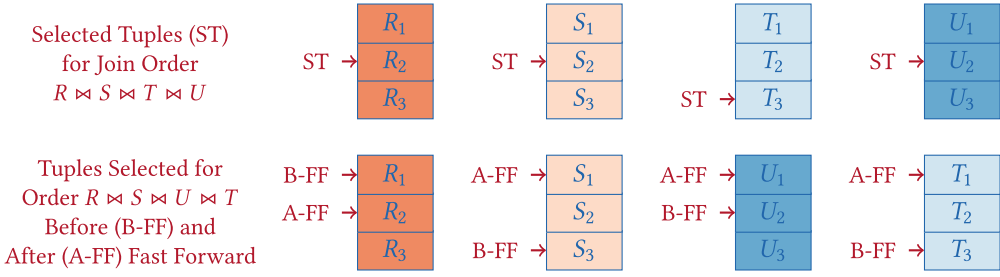 Selected Tuples (ST)
for Join Order
R ⋈ S ⋈ T ⋈ U
ST
R₁
R₂
R₃
ST
S₁
S₂
S₃
ST
T₁
T₂
T₃
ST
U₁
U₂
U₃
Tuples Selected for
Order R ⋈ S ⋈ U ⋈ T
Before (B-FF) and
After (A-FF) Fast Forward
B-FF
A-FF
R₁
R₂
R₃
A-FF
B-FF
S₁
S₂
S₃
A-FF
B-FF
U₁
U₂
U₃
A-FF
B-FF
T₁
T₂
T₃